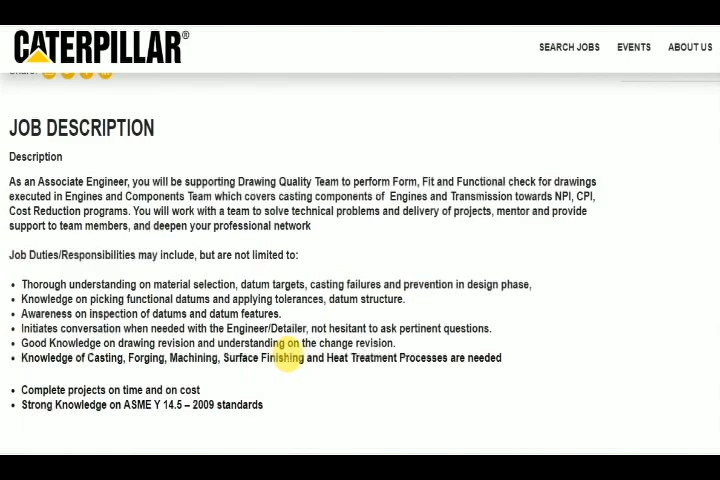 CATERPILLAR®
SEARCH JOBS EVENTS ABOUT US
JOB DESCRIPTION
Description
As an Associate Engineer, you will be supporting Drawing Quality Team to perform Form, Fit and Functional check for drawings
executed in Engines and Components Team which covers casting components of Engines and Transmission towards NPI, CPI,
Cost Reduction programs. You will work with a team to solve technical problems and delivery of projects, mentor and provide
support to team members, and deepen your professional network
Job Duties/Responsibilities may include, but are not limited to:
• Thorough understanding on material selection, datum targets, casting failures and prevention in design phase,
• Knowledge on picking functional datums and applying tolerances, datum structure.
• Awareness on inspection of datums and datum features.
• Initiates conversation when needed with the Engineer/Detailer, not hesitant to ask pertinent questions.
• Good Knowledge on drawing revision and understanding on the change revision.
• Knowledge of Casting, Forging, Machining, Surface Finishing and Heat Treatment Processes are needed
• Complete projects on time and on cost
• Strong Knowledge on ASME Y 14.5 – 2009 standards